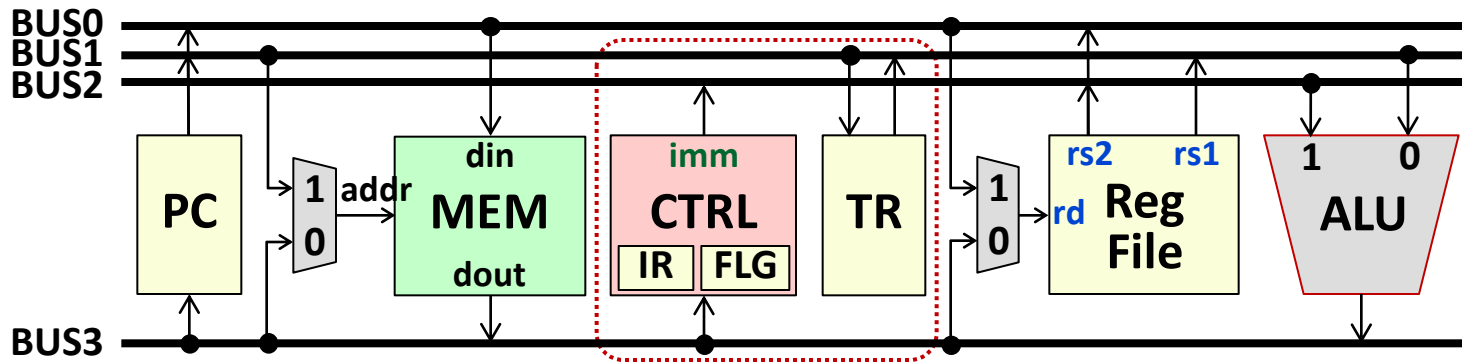 BUS0
BUS1
BUS2
din
imm
rs2 rs1
1 0
1
addr
0
PC
MEM
CTRL
TR
1
0
rd
Reg
File
ALU
IR FLG
dout
BUS3